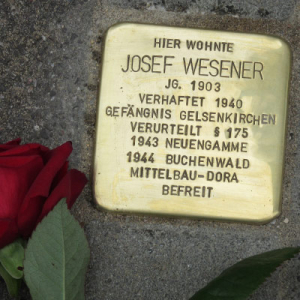 HIER WOHNTE
JOSEF WESENER
JG. 1903
VERHAFTET 1940
GEFÄNGNIS GELSENKIRCHEN
VERURTEILT § 175
1943 NEUENGAMME
1944 BUCHENWALD
MITTELBAU-DORA
BEFREIT